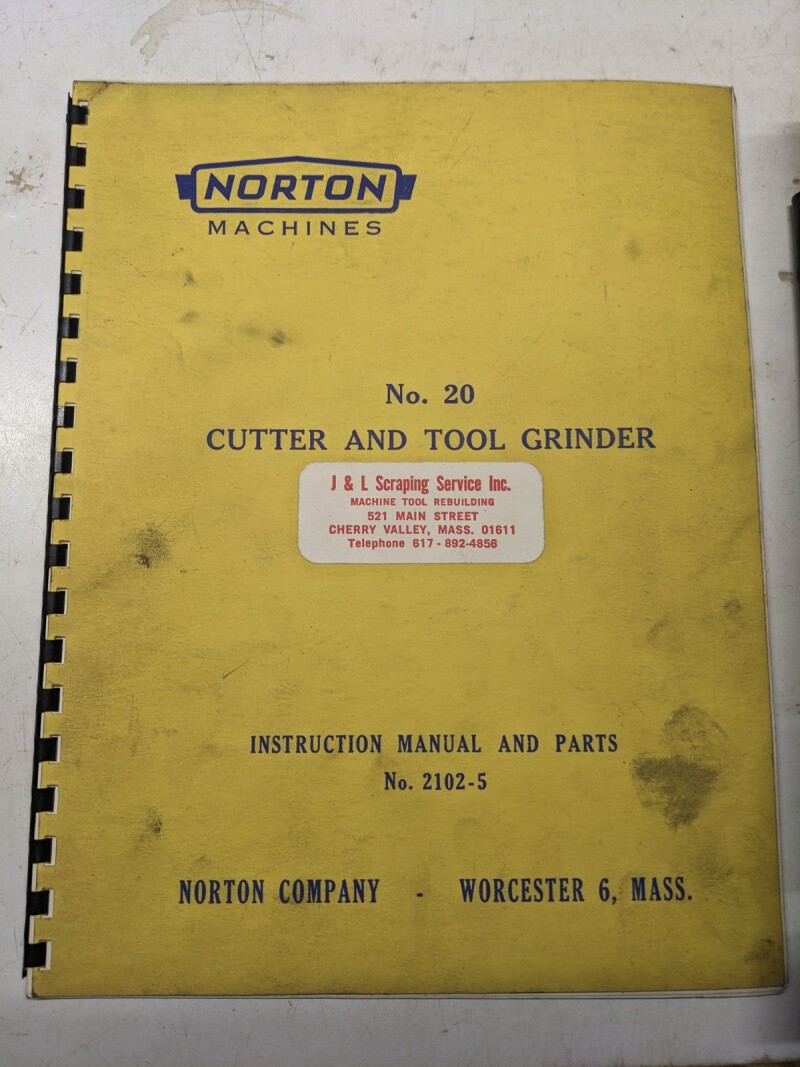 NORTON
MACHINES
No. 20
CUTTER AND TOOL GRINDER
J & L Scraping Service Inc.
MACHINE TOOL REBUILDING
521 MAIN STREET
CHERRY VALLEY, MASS. 01611
Telephone 617-892-4856
INSTRUCTION MANUAL AND PARTS
No. 2102-5
NORTON COMPANY - WORCESTER 6, MASS.